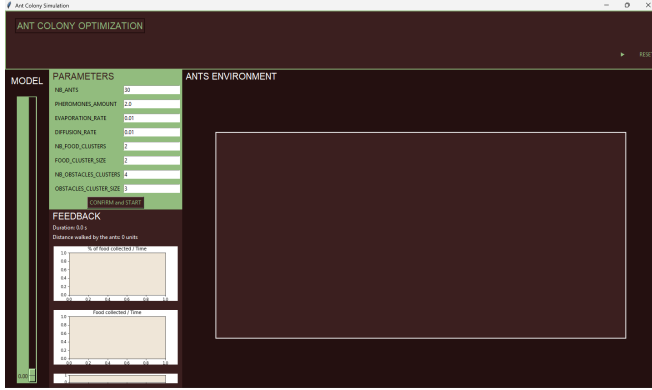 Ant Colony Simulation
ANT COLONY OPTIMIZATION
RESE
MODEL
0.00
PARAMETERS
NB_ANTS 30
PHEROMONES_AMOUNT 2.0
EVAPORATION_RATE 0.01
DIFFUSION_RATE 0.01
NB_FOOD_CLUSTERS 2
FOOD_CLUSTER_SIZE 2
NB_OBSTACLES_CLUSTERS 4
OBSTACLES_CLUSTER_SIZE 3
CONFIRM and START
FEEDBACK
Duration: 0.0 s
Distance walked by the ants: 0 units
% of food collected / Time
1.0
0.8
0.6
0.4
0.2
0.0
0.0 0.2 0.4 0.6 0.8 1.0
Food collected / Time
1.0
0.8
0.6
0.4
0.2
0.0
0.0 0.2 0.4 0.6 0.8 1.0
ANTS ENVIRONMENT